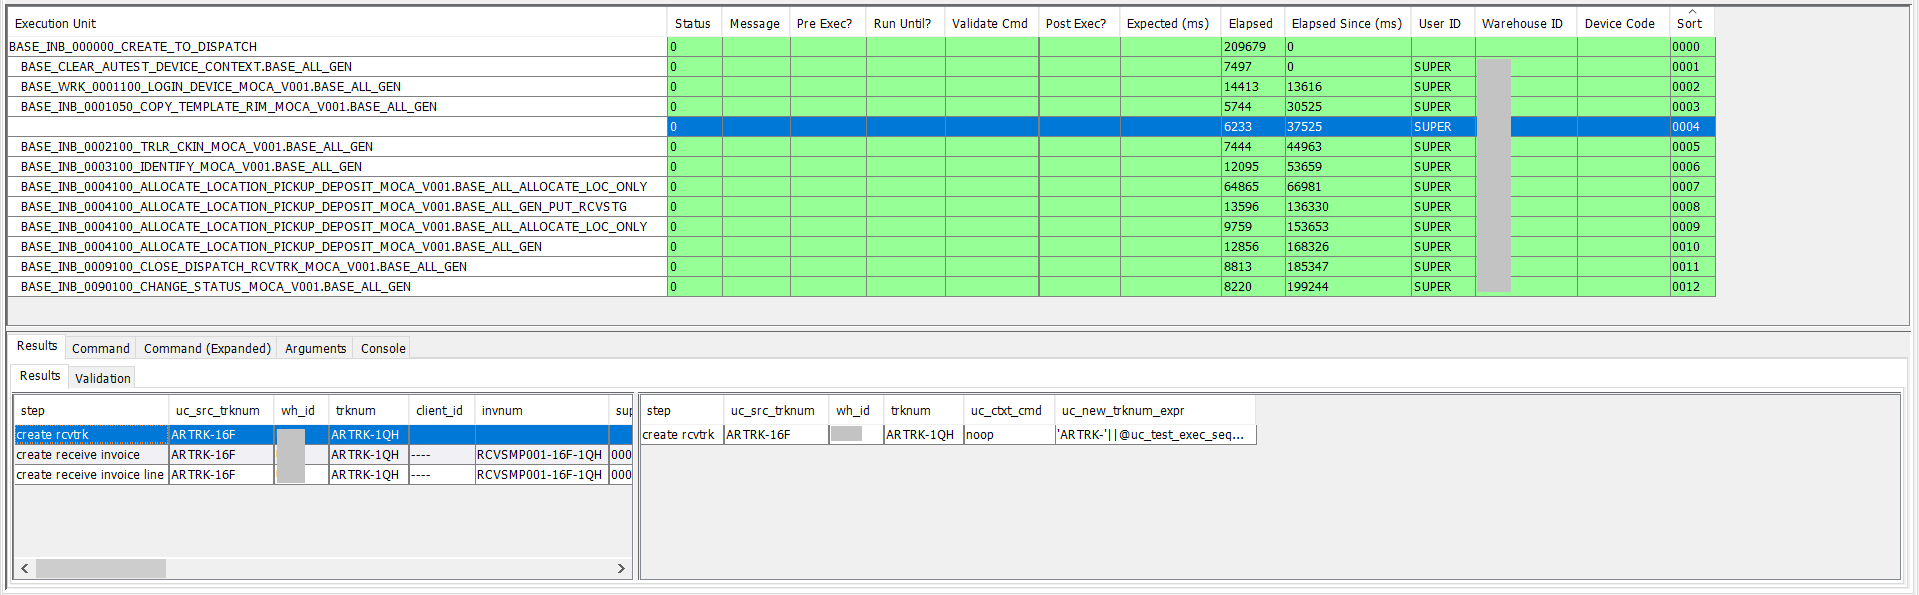 Execution Unit Status Message Pre Exec? Run Until? Validate Cmd Post Exec? Expected (ms) Elapsed Elapsed Since (ms) User ID Warehouse ID Device Code Sort
BASE_INB_000000_CREATE_TO_DISPATCH 0 209679 0 0000
BASE_CLEAR_AUTEST_DEVICE_CONTEXT.BASE_ALL_GEN 0 7497 0 SUPER 0001
BASE_WRK_0001100_LOGIN_DEVICE_MOCA_V001.BASE_ALL_GEN 0 14413 13616 SUPER 0002
BASE_INB_0001050_COPY_TEMPLATE_RIM_MOCA_V001.BASE_ALL_GEN 0 5744 30525 SUPER 0003
0 6233 37525 SUPER 0004
BASE_INB_0002100_TRLR_CKIN_MOCA_V001.BASE_ALL_GEN 0 7444 44963 SUPER 0005
BASE_INB_0003100_IDENTIFY_MOCA_V001.BASE_ALL_GEN 0 12095 53659 SUPER 0006
BASE_INB_0004100_ALLOCATE_LOCATION_PICKUP_DEPOSIT_MOCA_V001.BASE_ALL_ALLOCATE_LOC_ONLY 0 64865 66981 SUPER 0007
BASE_INB_0004100_ALLOCATE_LOCATION_PICKUP_DEPOSIT_MOCA_V001.BASE_ALL_GEN_PUT_RCVSTG 0 13596 136330 SUPER 0008
BASE_INB_0004100_ALLOCATE_LOCATION_PICKUP_DEPOSIT_MOCA_V001.BASE_ALL_ALLOCATE_LOC_ONLY 0 9759 153653 SUPER 0009
BASE_INB_0004100_ALLOCATE_LOCATION_PICKUP_DEPOSIT_MOCA_V001.BASE_ALL_GEN 0 12856 168326 SUPER 0010
BASE_INB_0009100_CLOSE_DISPATCH_RCVTRK_MOCA_V001.BASE_ALL_GEN 0 8813 185347 SUPER 0011
BASE_INB_0090100_CHANGE_STATUS_MOCA_V001.BASE_ALL_GEN 0 8220 199244 SUPER 0012
Results Command Command (Expanded) Arguments Console
Results Validation
step uc_src_trknum wh_id trknum client_id invnum sup
create rcvtrk ARTRK-16F ARTRK-1QH
create receive invoice ARTRK-16F ARTRK-1QH ---- RCVSMP001-16F-1QH 000
create receive invoice line ARTRK-16F ARTRK-1QH ---- RCVSMP001-16F-1QH 000
step uc_src_trknum wh_id trknum uc_ctxt_cmd uc_new_trknum_expr
create rcvtrk ARTRK-16F ARTRK-1QH noop 'ARTRK-'||@uc_test_exec_seq...